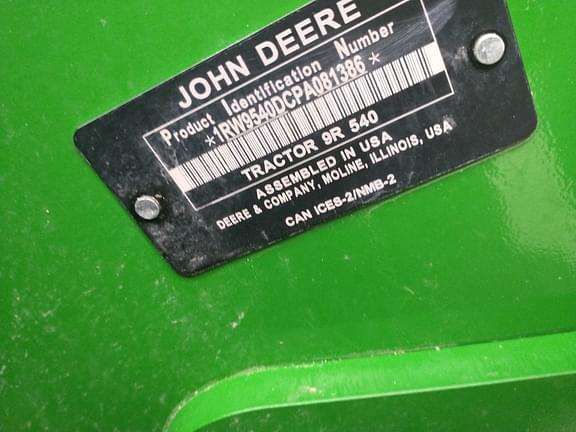 JOHN DEERE
Product Identification Number
*1RW9540DCPA081386*
TRACTOR 9R 540
ASSEMBLED IN USA
DEERE & COMPANY, MOLINE, ILLINOIS, USA
CAN ICES-2/NMB-2